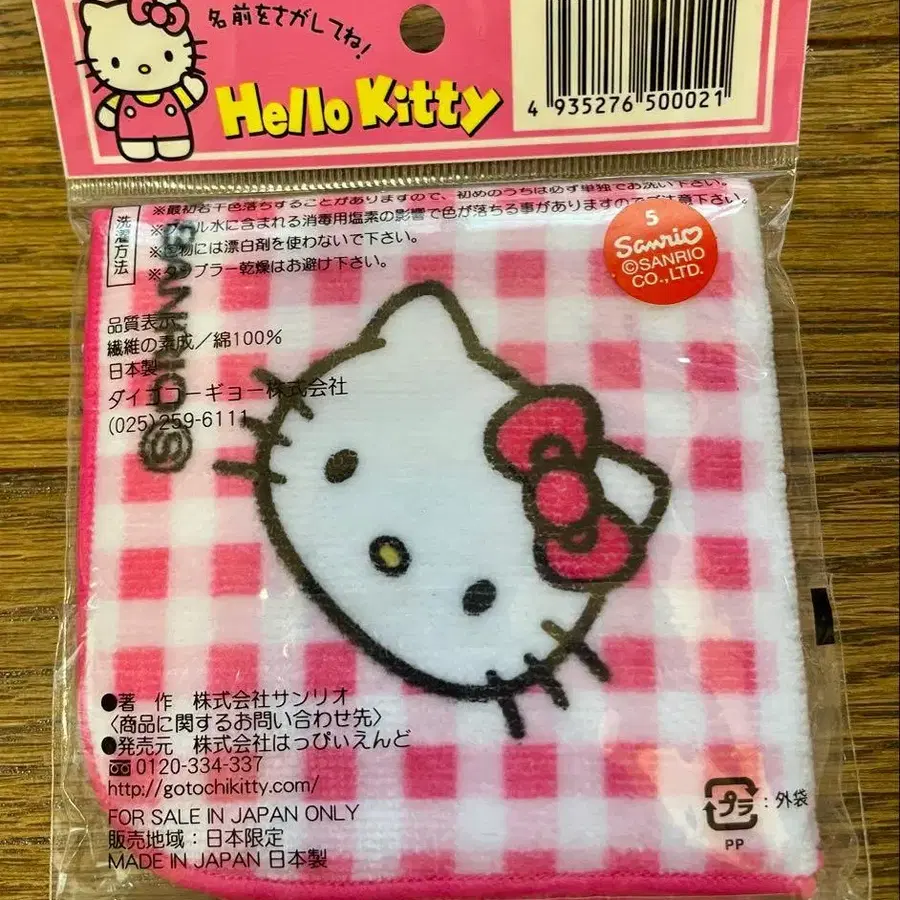 名前をさがしてね!
Hello Kitty
4 935276 500021
洗濯方法
※最初若干色落ちすることがありますので、初めのうちは必ず単独でお洗い下さい。
※プール水に含まれる消毒用塩素の影響で色が落ちる事がありますのでご注意下さい。
※色物には漂白剤を使わないで下さい。
※タンブラー乾燥はお避け下さい。
5
Sanrio
©SANRIO
CO.,LTD.
SANRIO Ⓢ
品質表示
繊維の素成/綿100%
日本製
ダイゴコーギョー株式会社
(025)259-6111
●著 作 株式会社サンリオ
〈商品に関するお問い合わせ先〉
●発売元 株式会社はっぴいえんど
0120-334-337
http://gotochikitty.com/
FOR SALE IN JAPAN ONLY
販売地域:日本限定
MADE IN JAPAN 日本製
プラ:外袋
PP